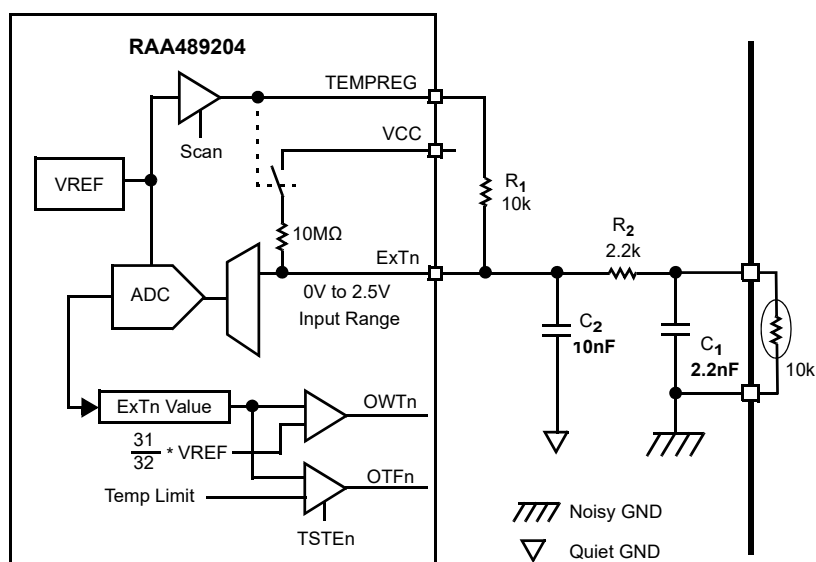 RAA489204
TEMPREG
VCC
Scan
VREF
R1
10k
R2
2.2k
10MΩ
ExTn
ADC
0V to 2.5V
Input Range
C2
10nF
C1
2.2nF
10k
ExTn Value
OWTn
31
32
* VREF
Temp Limit
OTFn
TSTEn
Noisy GND
Quiet GND